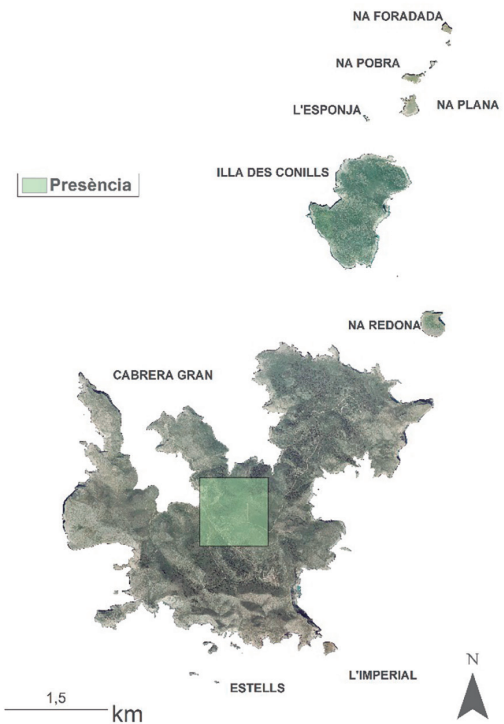 NA FORADADA
NA POBRA
L'ESPONJA
NA PLANA
ILLA DES CONILLS
Presència
NA REDONA
CABRERA GRAN
L'IMPERIAL
ESTELLS
N
1,5
km